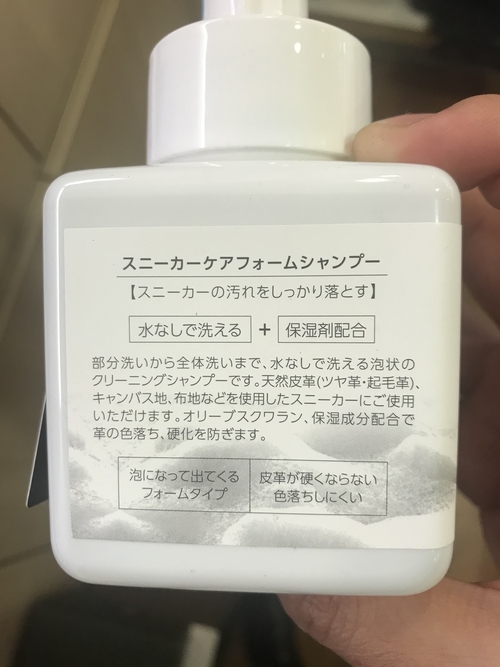 スニーカーケアフォームシャンプー
【スニーカーの汚れをしっかり落とす】
水なしで洗える + 保湿剤配合
部分洗いから全体洗いまで、水なしで洗える泡状の
クリーニングシャンプーです。天然皮革(ツヤ革・起毛革)、
キャンバス地、布地などを使用したスニーカーにご使用
いただけます。オリーブスクワラン、保湿成分配合で
革の色落ち、硬化を防ぎます。
泡になって出てくる
フォームタイプ
皮革が硬くならない
色落ちしにくい